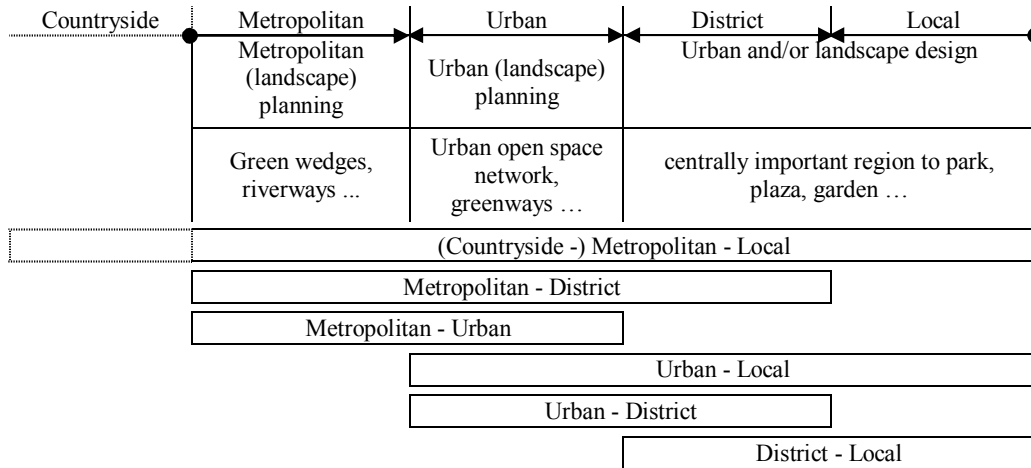 Countryside Metropolitan Urban District Local
Metropolitan
(landscape)
planning
Urban (landscape)
planning
Urban and/or landscape design
Green wedges,
riverways ...
Urban open space
network,
greenways …
centrally important region to park,
plaza, garden …
(Countryside -) Metropolitan - Local
Metropolitan - District
Metropolitan - Urban
Urban - Local
Urban - District
District - Local